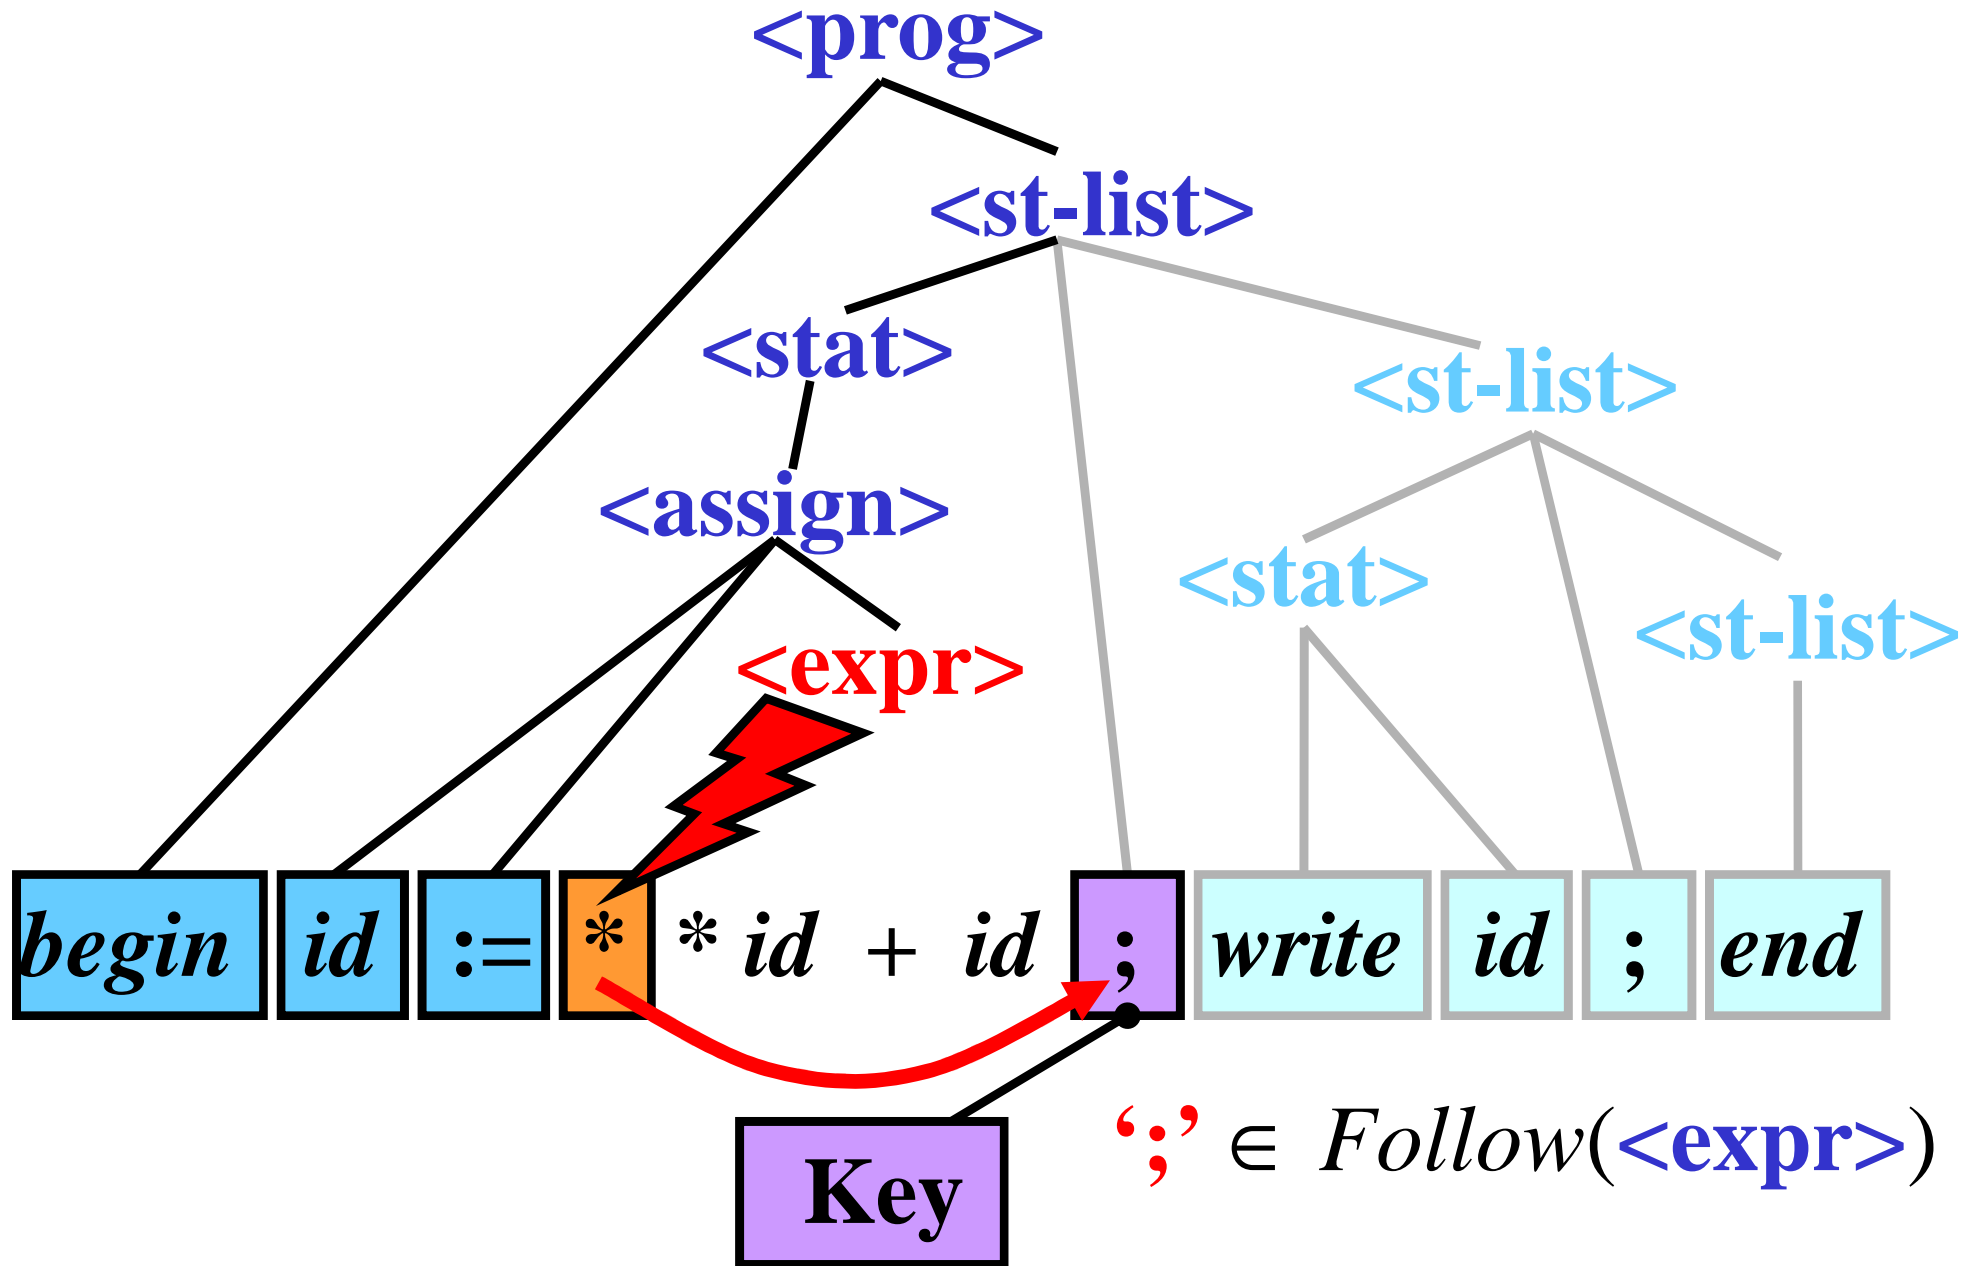 <prog>
<st-list>
<stat>
<st-list>
<assign>
<stat>
<st-list>
<expr>
begin id := * * id + id ; write id ; end
‘;’ ∈ Follow(<expr>)
Key